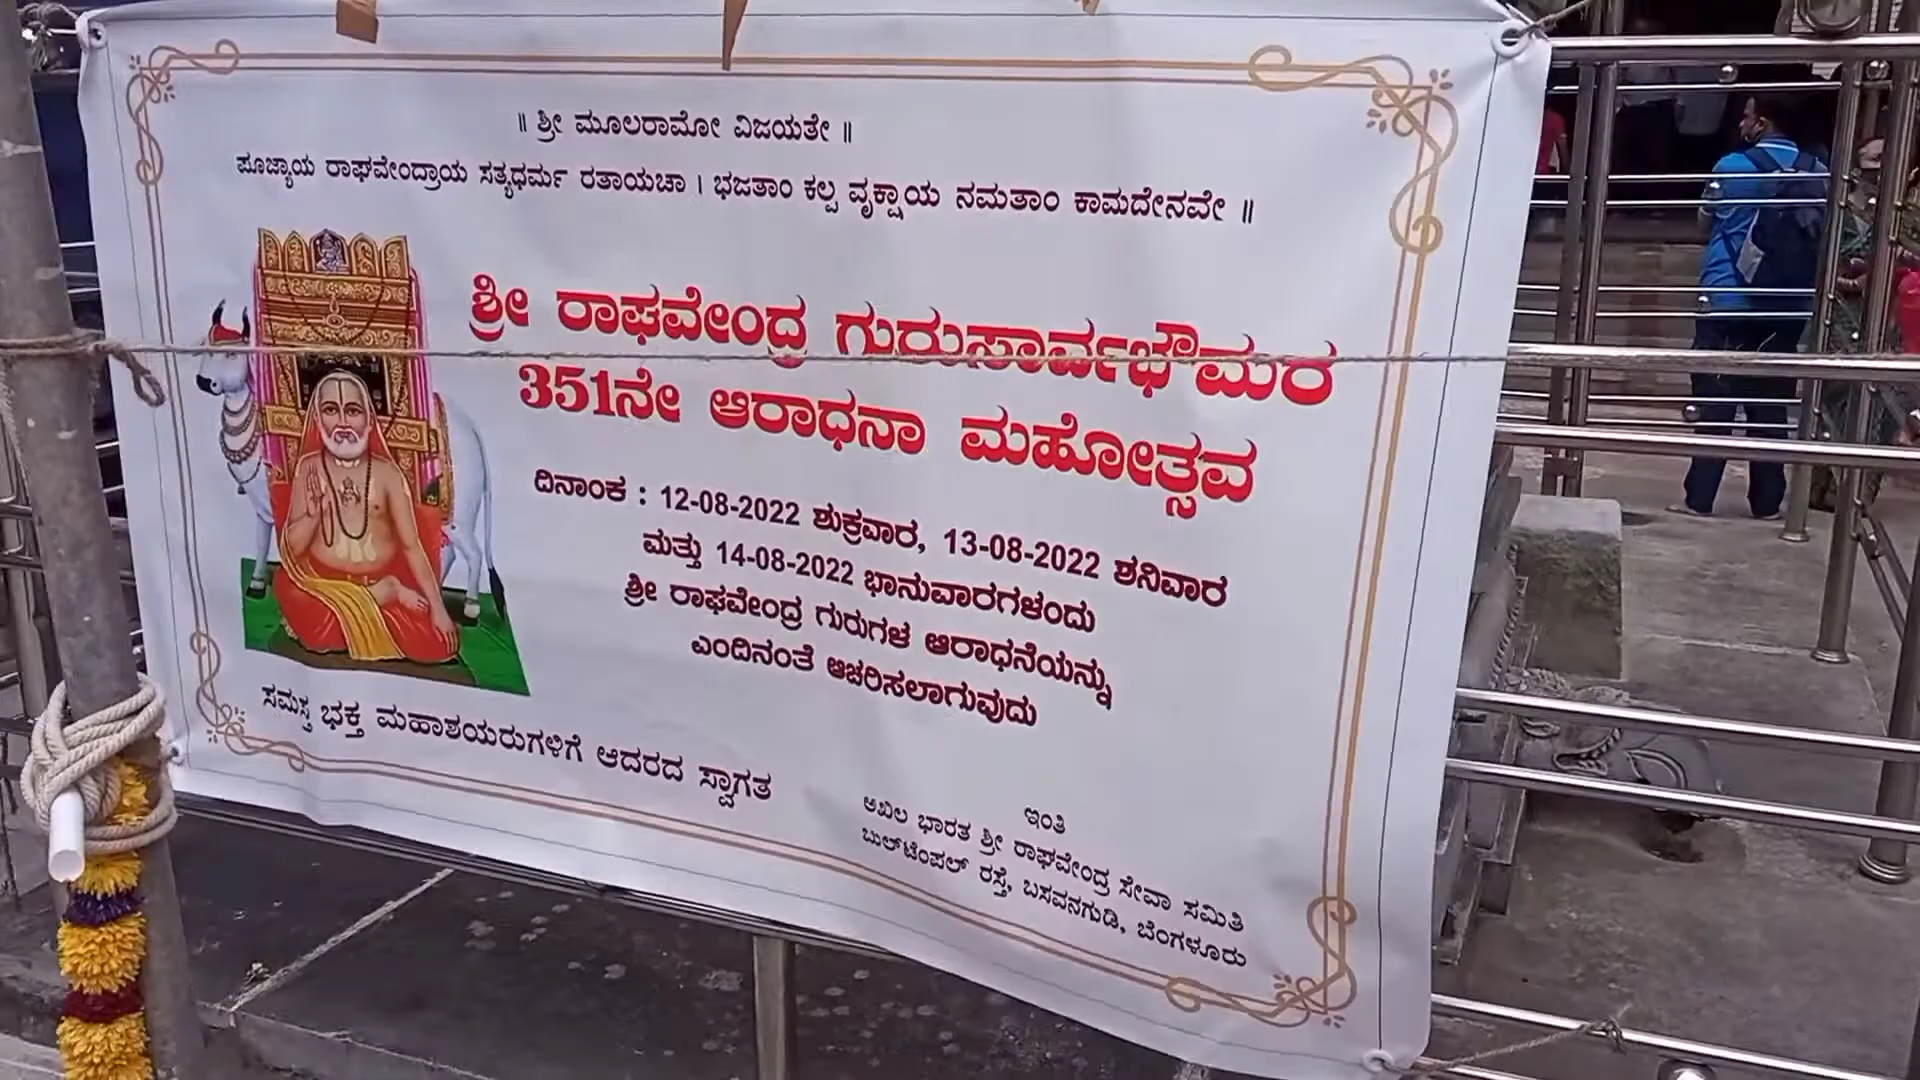 ॥ ಶ್ರೀ ಮೂಲರಾಮೋ ವಿಜಯತೇ ॥
ಪೂಜ್ಯಾಯ ರಾಘವೇಂದ್ರಾಯ ಸತ್ಯಧರ್ಮ ರತಾಯಚಾ । ಭಜತಾಂ ಕಲ್ಪ ವೃಕ್ಷಾಯ ನಮತಾಂ ಕಾಮದೇನವೇ ॥
ಶ್ರೀ ರಾಘವೇಂದ್ರ ಗುರುಸಾರ್ವಭೌಮರ
351ನೇ ಆರಾಧನಾ ಮಹೋತ್ಸವ
ದಿನಾಂಕ : 12-08-2022 ಶುಕ್ರವಾರ, 13-08-2022 ಶನಿವಾರ
ಮತ್ತು 14-08-2022 ಭಾನುವಾರಗಳಂದು
ಶ್ರೀ ರಾಘವೇಂದ್ರ ಗುರುಗಳ ಆರಾಧನೆಯನ್ನು
ಎಂದಿನಂತೆ ಆಚರಿಸಲಾಗುವುದು
ಸಮಸ್ತ ಭಕ್ತ ಮಹಾಶಯರುಗಳಿಗೆ ಆದರದ ಸ್ವಾಗತ
ಇಂತಿ
ಅಖಿಲ ಭಾರತ ಶ್ರೀ ರಾಘವೇಂದ್ರ ಸೇವಾ ಸಮಿತಿ
ಬುಲ್‌ಟೆಂಪಲ್ ರಸ್ತೆ, ಬಸವನಗುಡಿ, ಬೆಂಗಳೂರು